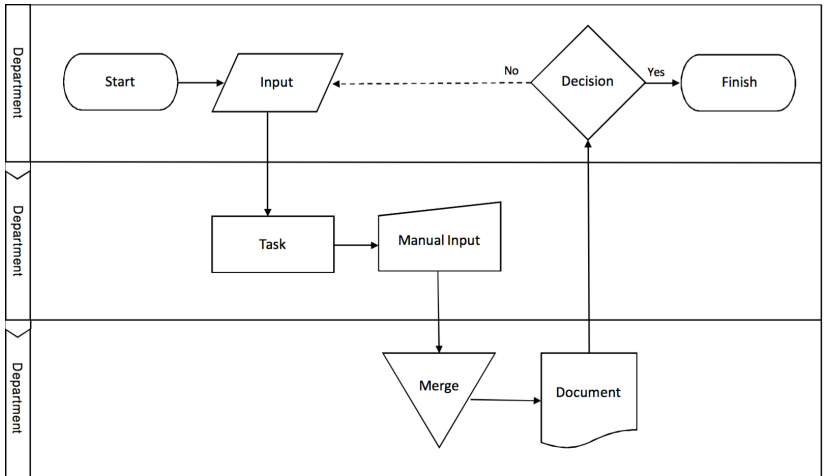 Department
Start
Input
No
Decision
Yes
Finish
Department
Task
Manual Input
Department
Merge
Document